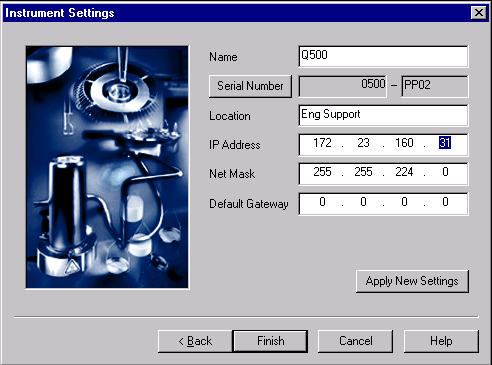 Instrument Settings
Name Q500
Serial Number 0500 – PP02
Location Eng Support
IP Address 172 . 23 . 160 . 31
Net Mask 255 . 255 . 224 . 0
Default Gateway 0 . 0 . 0 . 0
Apply New Settings
< Back Finish Cancel Help